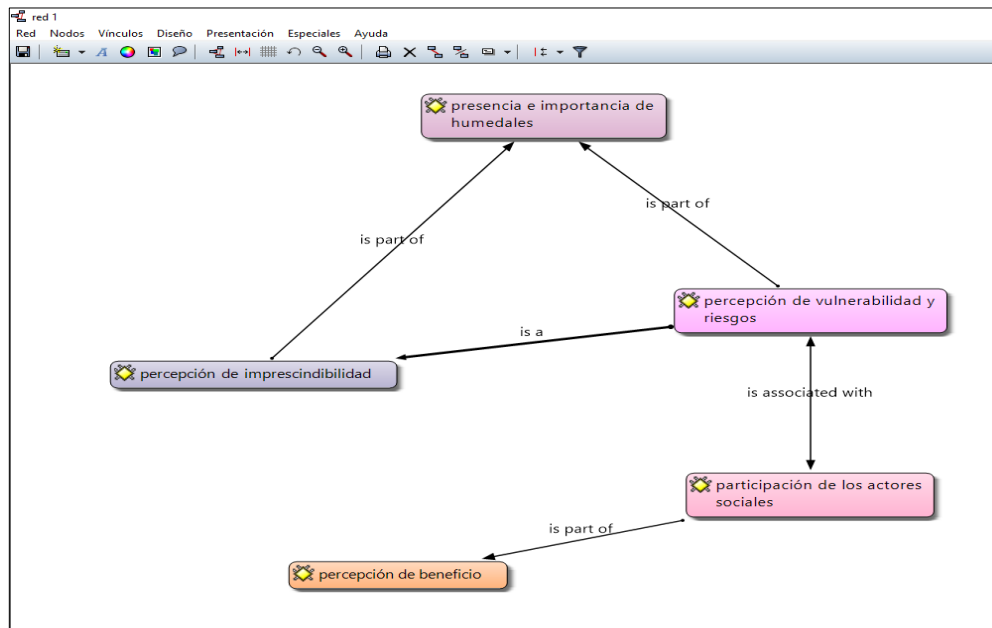 red 1
Red Nodos Vínculos Diseño Presentación Especiales Ayuda
presencia e importancia de
humedales
is part of
is part of
percepción de vulnerabilidad y
riesgos
is a
percepción de imprescindibilidad
is associated with
participación de los actores
sociales
is part of
percepción de beneficio